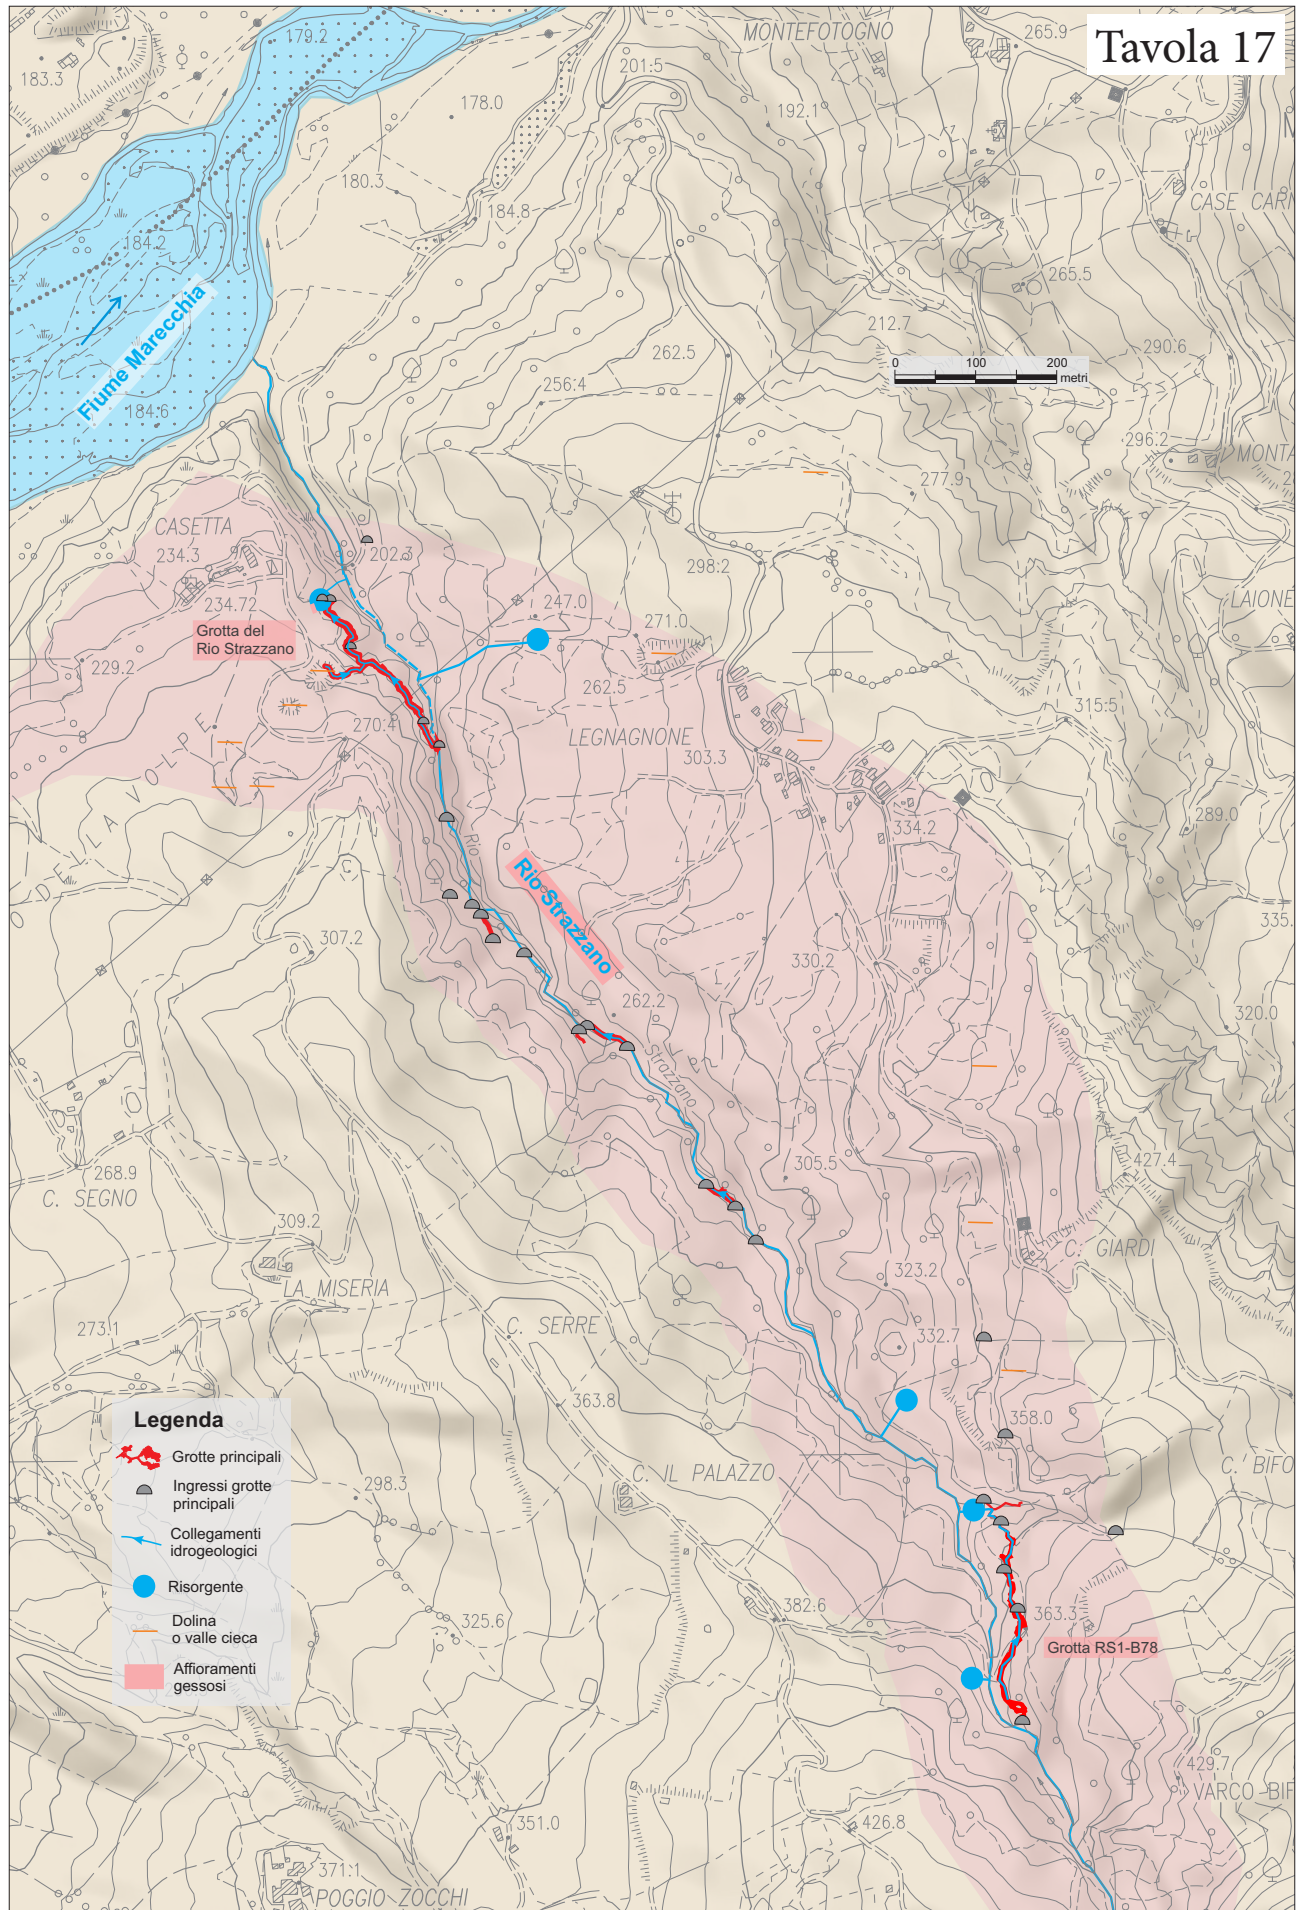 Tavola 17
MONTEFOTOGNO
265.9
179.2
183.3
201.5
178.0
192.1
180.3
184.8
CASE CARN
184.2
265.5
Fiume Marecchia
212.7
262.5
290.6
0 100 200
metri
256.4
184.6
296.2
MONTA
277.9
CASETTA
234.3
202.3
298.2
234.72
247.0
LAIONE
271.0
Grotta del
Rio Strazzano
229.2
262.5
315.5
270.4
LEGNAGNONE
303.3
289.0
334.2
Rio
Rio Strazzano
335.
307.2
330.2
262.2
320.0
Strazzano
268.9
305.5
427.4
C. SEGNO
309.2
C. GIARDI
323.2
LA MISERIA
273.1
C. SERRE
332.7
363.8
358.0
Legenda
Grotte principali
Ingressi grotte
principali
Collegamenti
idrogeologici
Risorgente
Dolina
o valle cieca
Affioramenti
gessosi
C. IL PALAZZO
C. BIFO
298.3
382.6
363.3
325.6
Grotta RS1-B78
429.7
VARCO BIF
351.0
426.8
371.1
POGGIO ZOCCHI